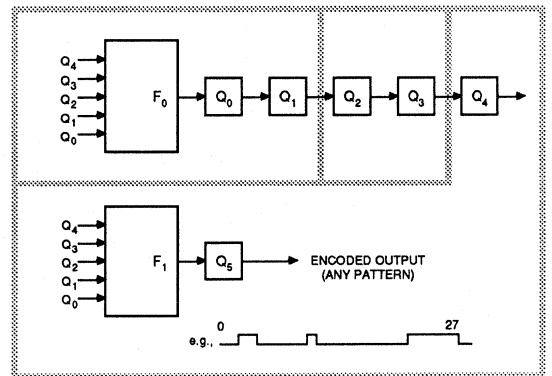 Q4
Q3
Q2
Q1
Q0
F0
Q0
Q1
Q2
Q3
Q4
Q4
Q3
Q2
Q1
Q0
F1
Q5
ENCODED OUTPUT
(ANY PATTERN)
0
27
e.g.,